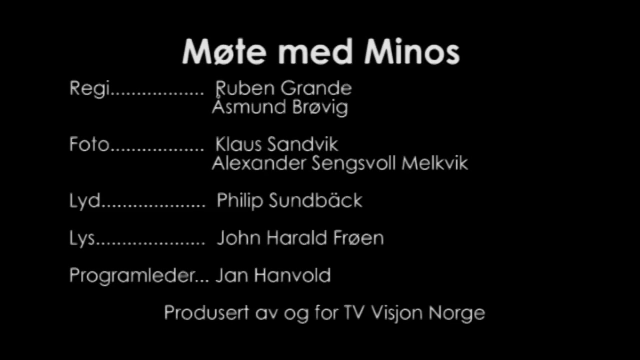 Møte med Minos
Regi.................. Ruben Grande
Åsmund Brøvig
Foto.................. Klaus Sandvik
Alexander Sengsvoll Melkvik
Lyd.................... Philip Sundbäck
Lys..................... John Harald Frøen
Programleder... Jan Hanvold
Produsert av og for TV Visjon Norge